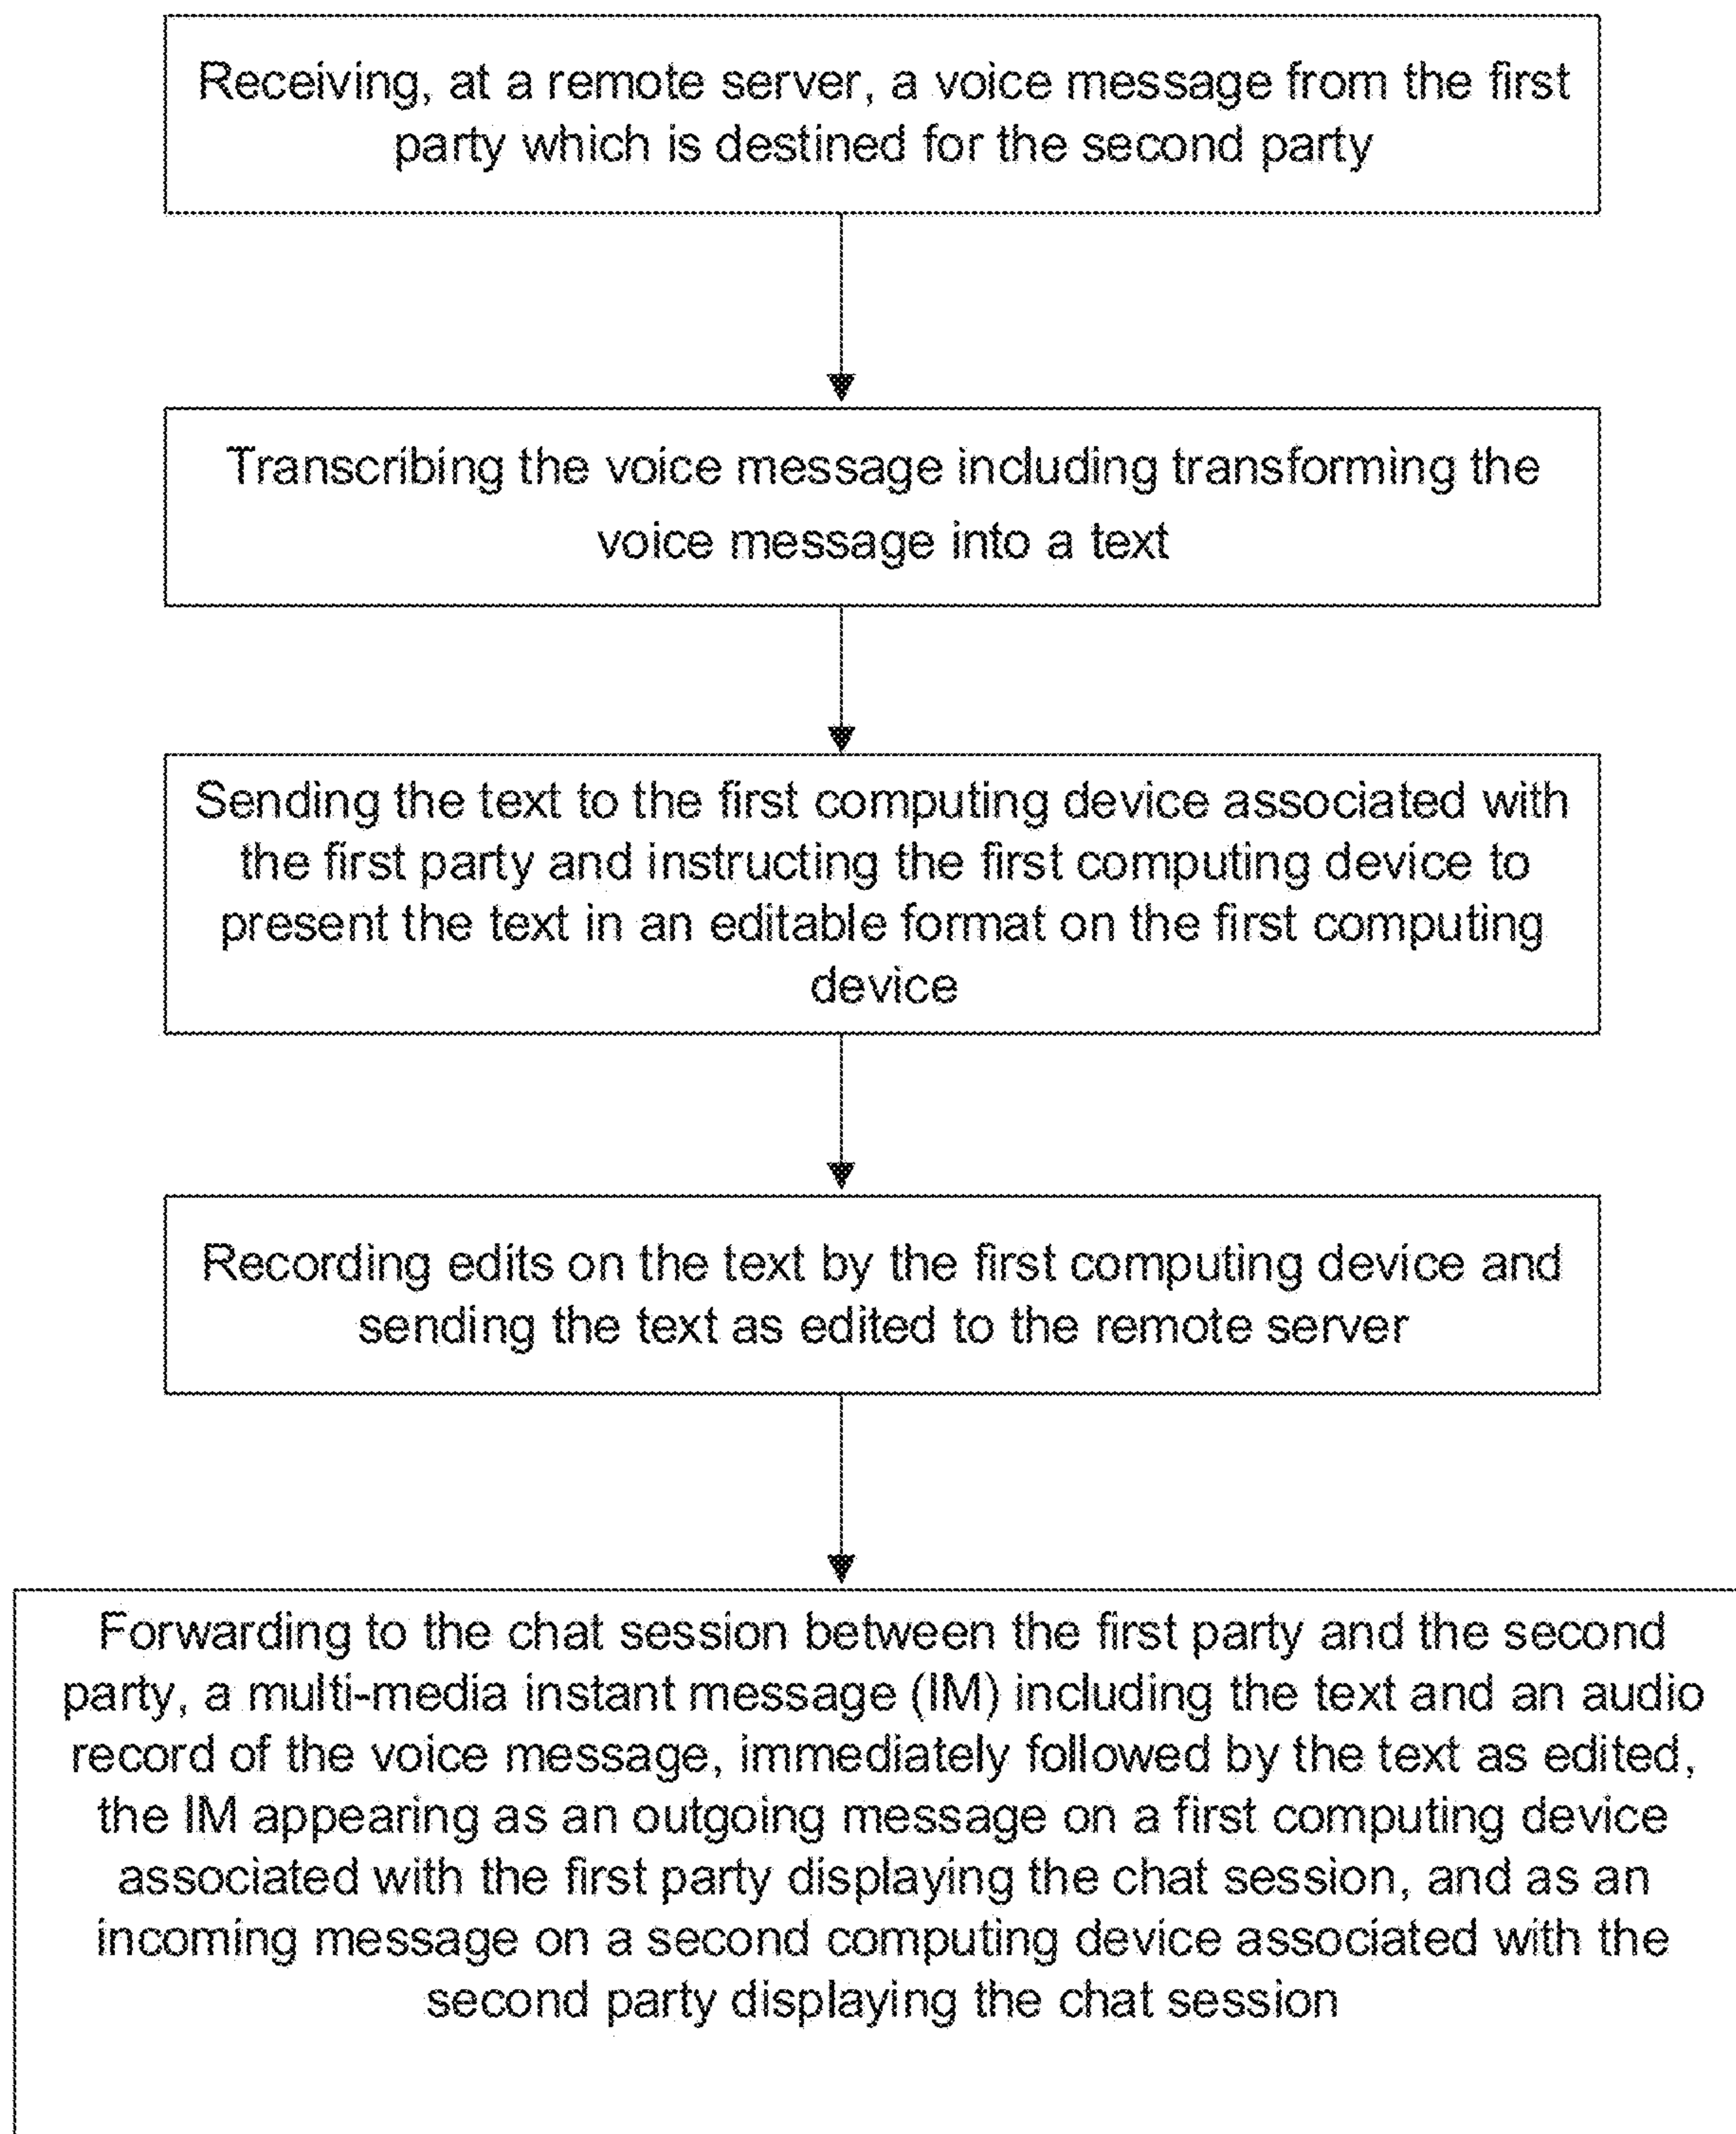 Receiving, at a remote server, a voice message from the first
party which is destined for the second party
Transcribing the voice message including transforming the
voice message into a text
Sending the text to the first computing device associated with
the first party and instructing the first computing device to
present the text in an editable format on the first computing
device
Recording edits on the text by the first computing device and
sending the text as edited to the remote server
Forwarding to the chat session between the first party and the second
party, a multi-media instant message (IM) including the text and an audio
record of the voice message, immediately followed by the text as edited,
the IM appearing as an outgoing message on a first computing device
associated with the first party displaying the chat session, and as an
incoming message on a second computing device associated with the
second party displaying the chat session